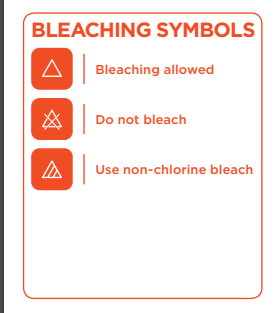 BLEACHING SYMBOLS
Bleaching allowed
Do not bleach
Use non-chlorine bleach